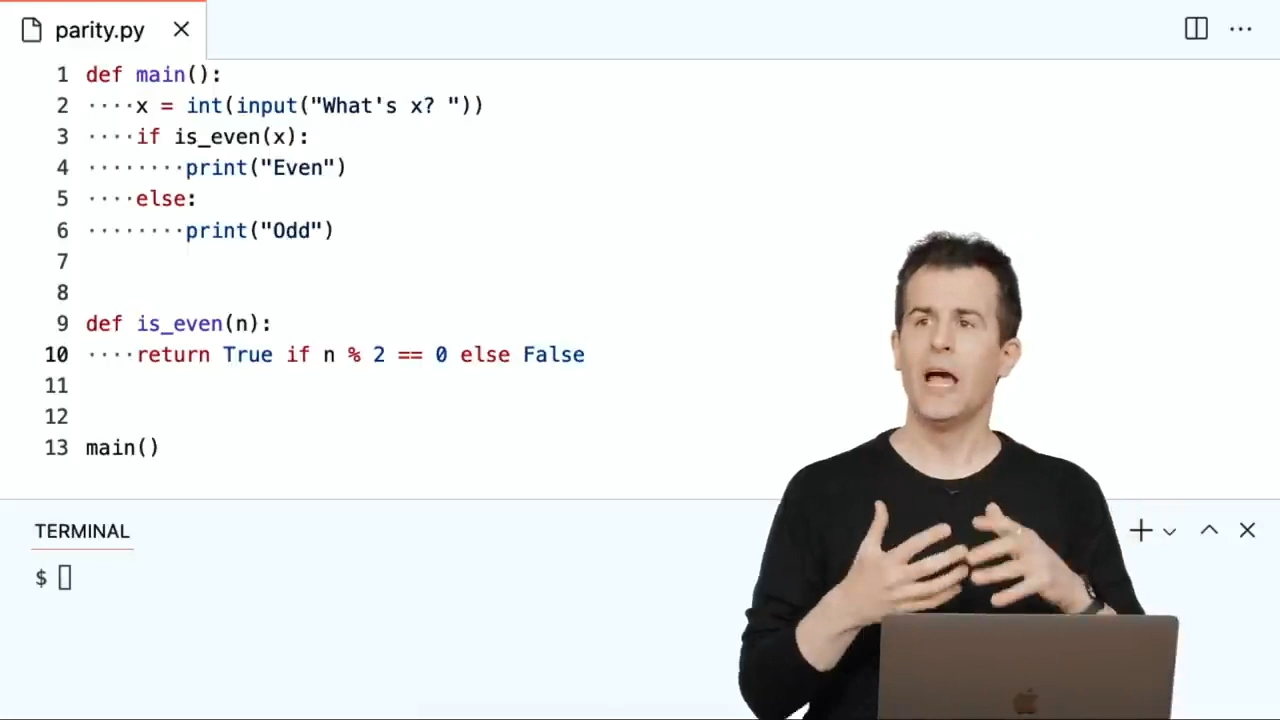 parity.py
1 def main():
2 ····x = int(input("What's x? "))
3 ····if is_even(x):
4 ········print("Even")
5 ····else:
6 ········print("Odd")
7
8
9 def is_even(n):
10 ····return True if n % 2 == 0 else False
11
12
13 main()
TERMINAL
$